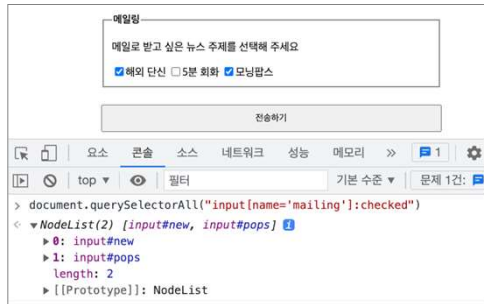 메일링
메일로 받고 싶은 뉴스 주제를 선택해 주세요
해외 단신 5분 회화 모닝팝스
전송하기
요소 콘솔 소스 네트워크 성능 메모리 » 1
top ▼ 필터 기본 수준 ▼ 문제 1건:
> document.querySelectorAll("input[name='mailing']:checked")
< ▼ NodeList(2) [input#new, input#pops] i
▶ 0: input#new
▶ 1: input#pops
length: 2
▶ [[Prototype]]: NodeList